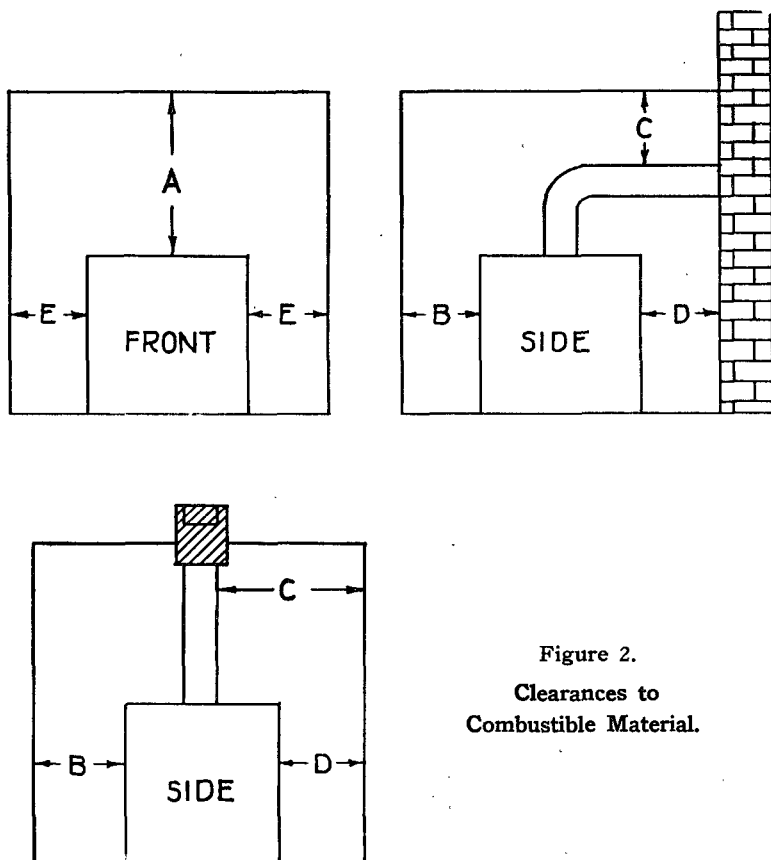 A
E E
FRONT
C
B D
SIDE
C
B D
SIDE
Figure 2.
Clearances to
Combustible Material.